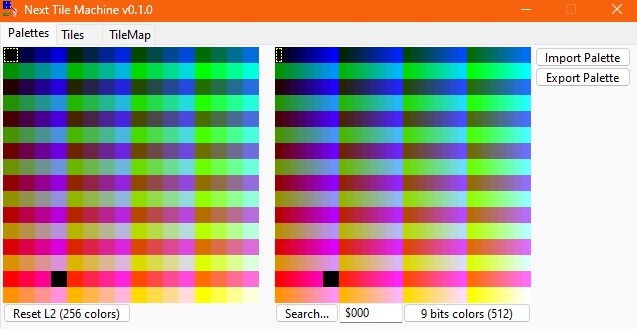 Next Tile Machine v0.1.0
Palettes Tiles TileMap
Import Palette
Export Palette
Reset L2 (256 colors) Search... $000 9 bits colors (512)